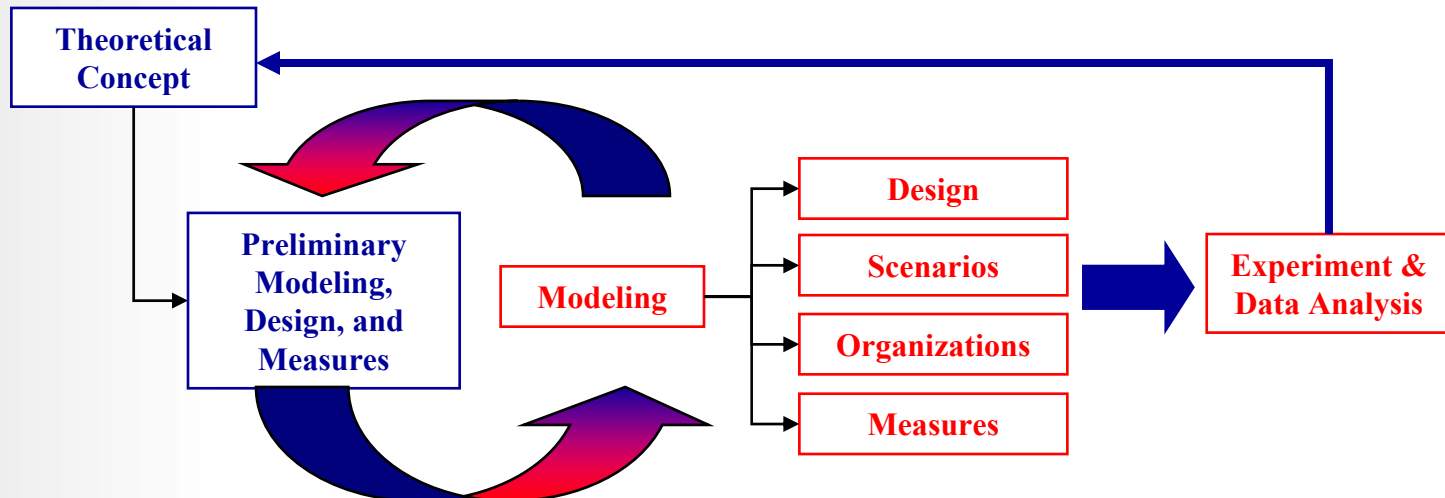 Theoretical
Concept
Preliminary
Modeling,
Design, and
Measures
Modeling
Design
Scenarios
Organizations
Measures
Experiment &
Data Analysis